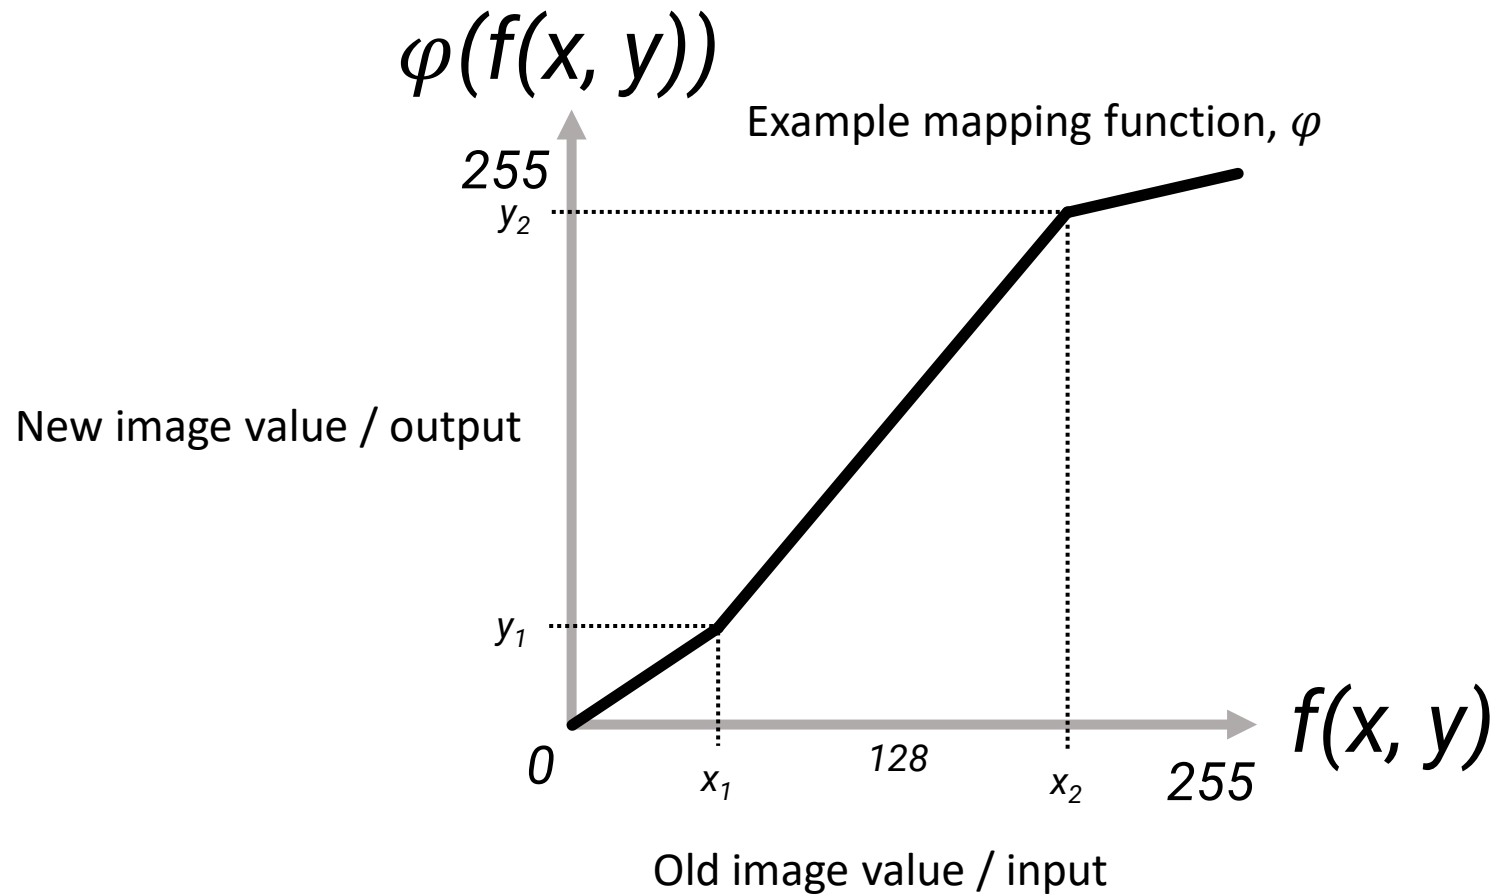 φ(f(x, y))
Example mapping function, φ
255
y2
New image value / output
y1
f(x, y)
0
x1
128
x2
255
Old image value / input